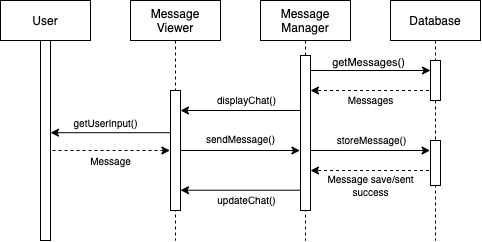 User
Message
Viewer
Message
Manager
Database
getMessages()
Messages
displayChat()
getUserInput()
Message
sendMessage()
storeMessage()
Message save/sent
success
updateChat()